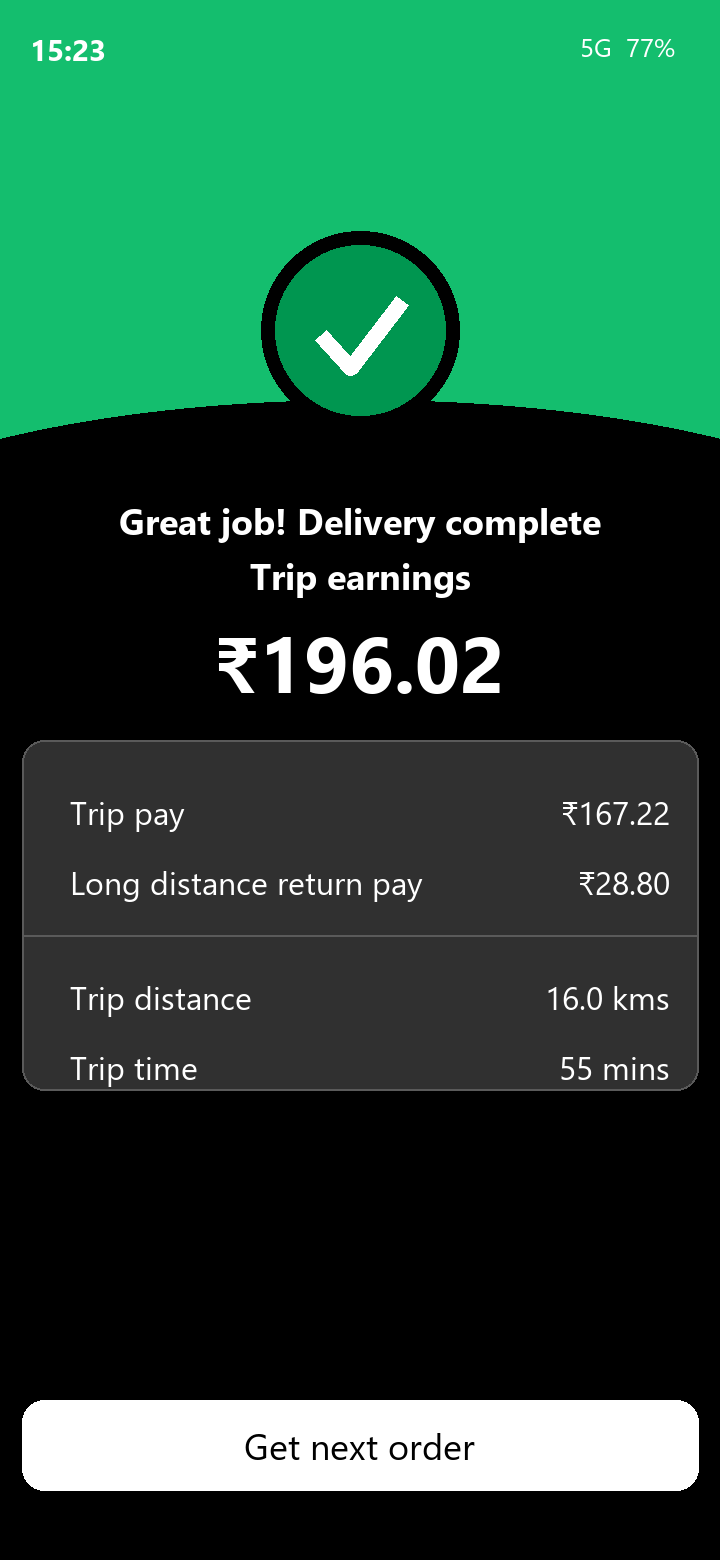 15:23 5G 77%
Great job! Delivery complete
Trip earnings
₹196.02
Trip pay ₹167.22
Long distance return pay ₹28.80
Trip distance 16.0 kms
Trip time 55 mins
Get next order